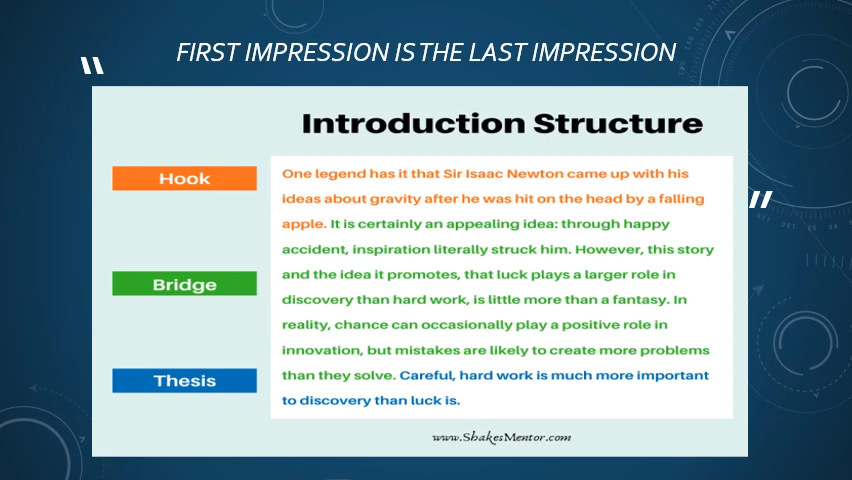 FIRST IMPRESSION IS THE LAST IMPRESSION
Introduction Structure
Hook
One legend has it that Sir Isaac Newton came up with his
ideas about gravity after he was hit on the head by a falling
apple. It is certainly an appealing idea: through happy
accident, inspiration literally struck him. However, this story
Bridge
and the idea it promotes, that luck plays a larger role in
discovery than hard work, is little more than a fantasy. In
reality, chance can occasionally play a positive role in
innovation, but mistakes are likely to create more problems
Thesis
than they solve. Careful, hard work is much more important
to discovery than luck is.
www.ShakesMentor.com